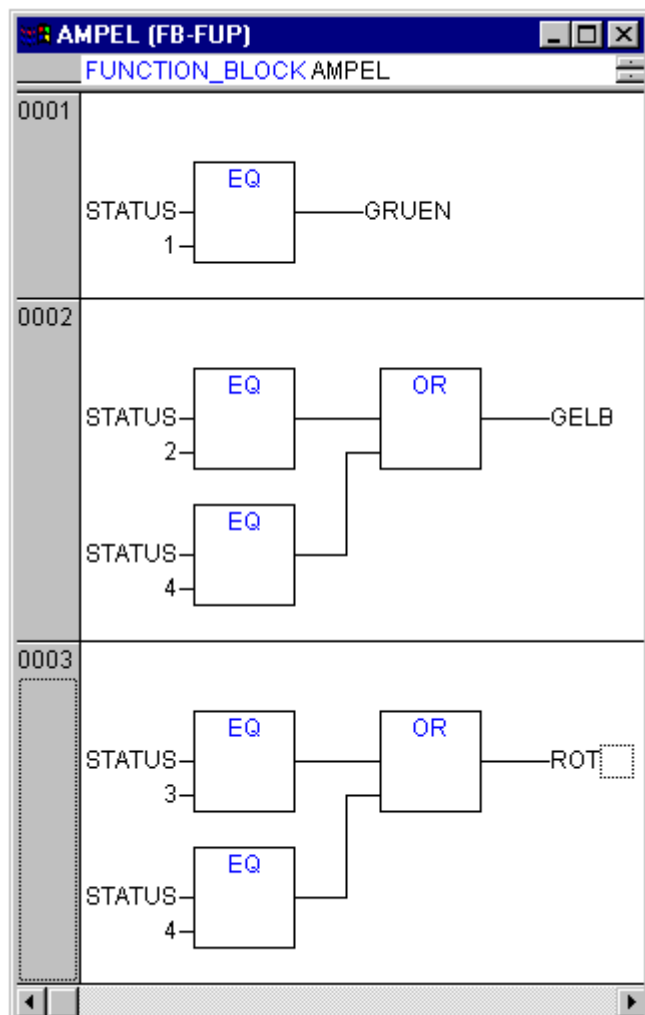 AMPEL (FB-FUP)
FUNCTION_BLOCK AMPEL
0001
EQ
STATUS
GRUEN
1
0002
EQ OR
STATUS
GELB
2
EQ
STATUS
4
0003
EQ OR
STATUS
ROT
3
EQ
STATUS
4